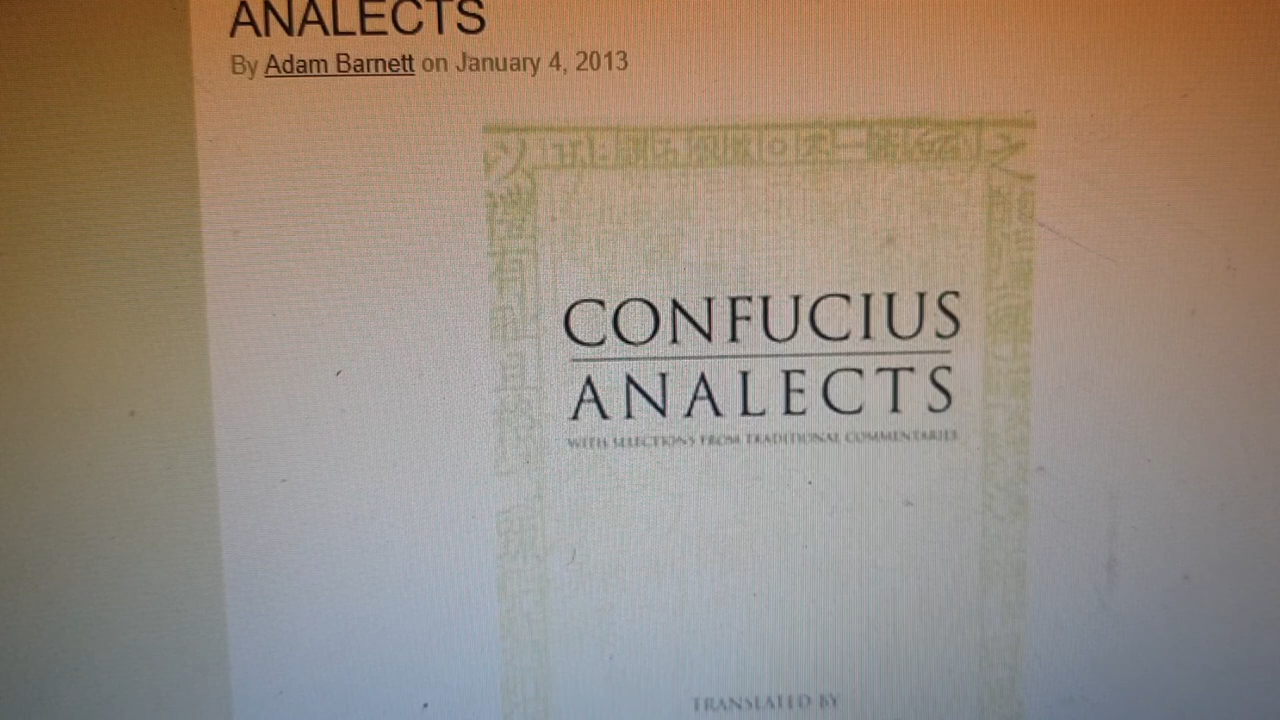 ANALECTS
By Adam Barnett on January 4, 2013
CONFUCIUS
ANALECTS
WITH SELECTIONS FROM TRADITIONAL COMMENTARIES
TRANSLATED BY